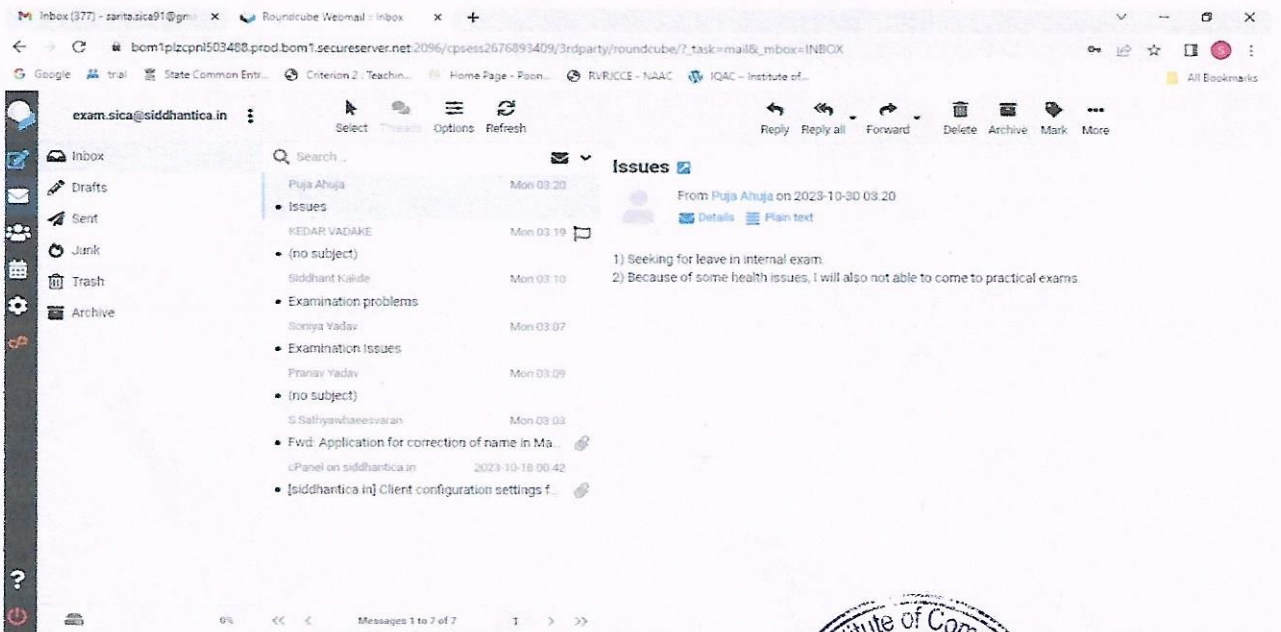 Inbox (377) - sarita.sica91@gm
Roundcube Webmail :: Inbox
bom1plzcpnl503488.prod.bom1.secureserver.net:2096/cpsess2676893409/3rdparty/roundcube/?_task=mail&_mbox=INBOX
Google
trial
State Common Entr...
Criterion 2 : Teachin...
Home Page - Poon...
RVRJCCE - NAAC
IQAC – Institute of...
All Bookmarks
exam.sica@siddhantica.in
Select
Threads
Options
Refresh
Reply
Reply all
Forward
Delete
Archive
Mark
More
Inbox
Drafts
Sent
Junk
Trash
Archive
Search...
Puja Ahuja Mon 03:20
• Issues
KEDAR VADAKE Mon 03:19
• (no subject)
Siddhant Kakde Mon 03:10
• Examination problems
Soniya Yadav Mon 03:07
• Examination Issues
Pranav Yadav Mon 03:09
• (no subject)
S.Sathyawhaeesvaran Mon 03:03
• Fwd: Application for correction of name in Ma...
cPanel on siddhantica.in 2023-10-18 00:42
• [siddhantica.in] Client configuration settings f...
0%
Messages 1 to 7 of 7
1
Issues
From Puja Ahuja on 2023-10-30 03:20
Details
Plain text
1) Seeking for leave in internal exam.
2) Because of some health issues, I will also not able to come to practical exams.
S
of Com